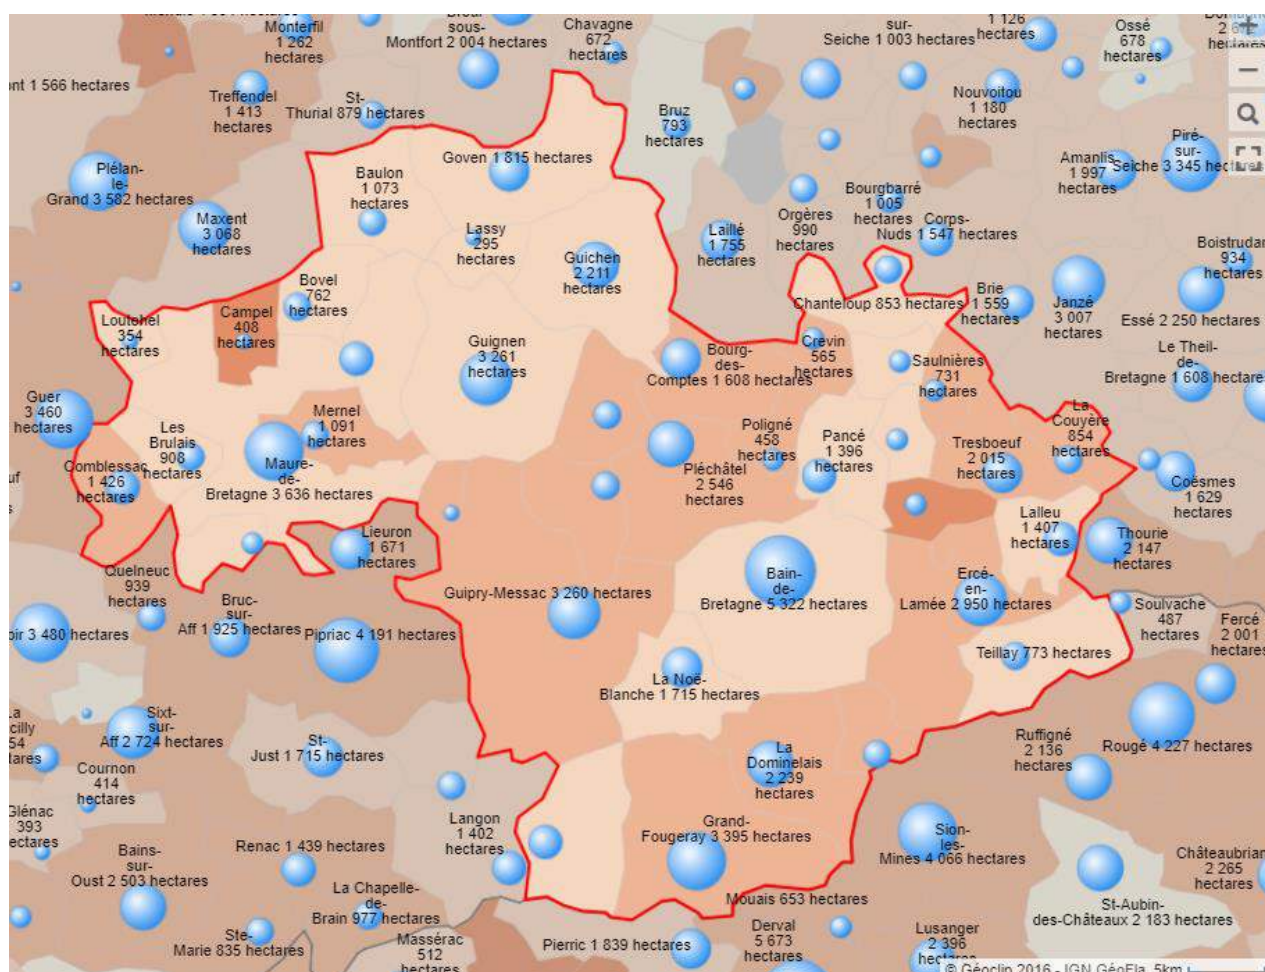 Monterfil
1 262
hectares
sous-
Montfort 2 004 hectares
Chavagne
672
hectares
sur-
Seiche 1 003 hectares
1 126
hectares
Ossé
678
hectares
ont 1 566 hectares
Treffendel
1 413
hectares
St-
Thurial 879 hectares
Bruz
793
hectares
Nouvoitou
1 180
hectares
Goven 1 815 hectares
Amanlis
1 997
hectares
Piré-
sur-
Seiche 3 345 hectares
Plélan-
le-
Grand 3 582 hectares
Baulon
1 073
hectares
Maxent
3 068
hectares
Lassy
295
hectares
Guichen
2 211
hectares
Laillé
1 755
hectares
Orgères
990
hectares
Bourgbarré
1 005
hectares
Corps-
Nuds 1 547 hectares
Boistrudan
934
hectares
Bovel
762
hectares
Chanteloup 853 hectares
Brie
1 559
hectares
Janzé
3 007
hectares
Essé 2 250 hectares
Loutehel
354
hectares
Campel
408
hectares
Guignen
3 261
hectares
Bourg-
des-
Comptes 1 608 hectares
Crevin
565
hectares
Saulnières
731
hectares
Le Theil-
de-
Bretagne 1 608 hectares
Guer
3 460
hectares
Les
Brulais
908
hectares
Mernel
1 091
hectares
Comblessac
1 426
hectares
Maure-
de-
Bretagne 3 636 hectares
Poligné
458
hectares
Pléchâtel
2 546
hectares
Pancé
1 396
hectares
Tresboeuf
2 015
hectares
La
Couyère
854
hectares
Coësmes
1 629
hectares
Lieuron
1 671
hectares
Lalleu
1 407
hectares
Thourie
2 147
hectares
Quelneuc
939
hectares
Bruc-
sur-
Aff 1 925 hectares
Guipry-Messac 3 260 hectares
Bain-
de-
Bretagne 5 322 hectares
Ercé-
en-
Lamée 2 950 hectares
Soulvache
487
hectares
Fercé
2 001
hectares
oir 3 480 hectares
Pipriac 4 191 hectares
Teillay 773 hectares
La Noë-
Blanche 1 715 hectares
Sixt-
sur-
Aff 2 724 hectares
St-
Just 1 715 hectares
La
Dominelais
2 239
hectares
Ruffigné
2 136
hectares
Rougé 4 227 hectares
Cournon
414
hectares
Glénac
393
hectares
Langon
1 402
hectares
Grand-
Fougeray 3 395 hectares
Sion-
les-
Mines 4 066 hectares
Bains-
sur-
Oust 2 503 hectares
Renac 1 439 hectares
Châteaubrian
2 265
hectares
La Chapelle-
de-
Brain 977 hectares
Mouais 653 hectares
St-Aubin-
des-Châteaux 2 183 hectares
Ste-
Marie 835 hectares
Massérac
512
hectares
Pierric 1 839 hectares
Derval
5 673
hectares
Lusanger
2 396
hectares
© Géoclip 2016 - IGN GéoFla 5km